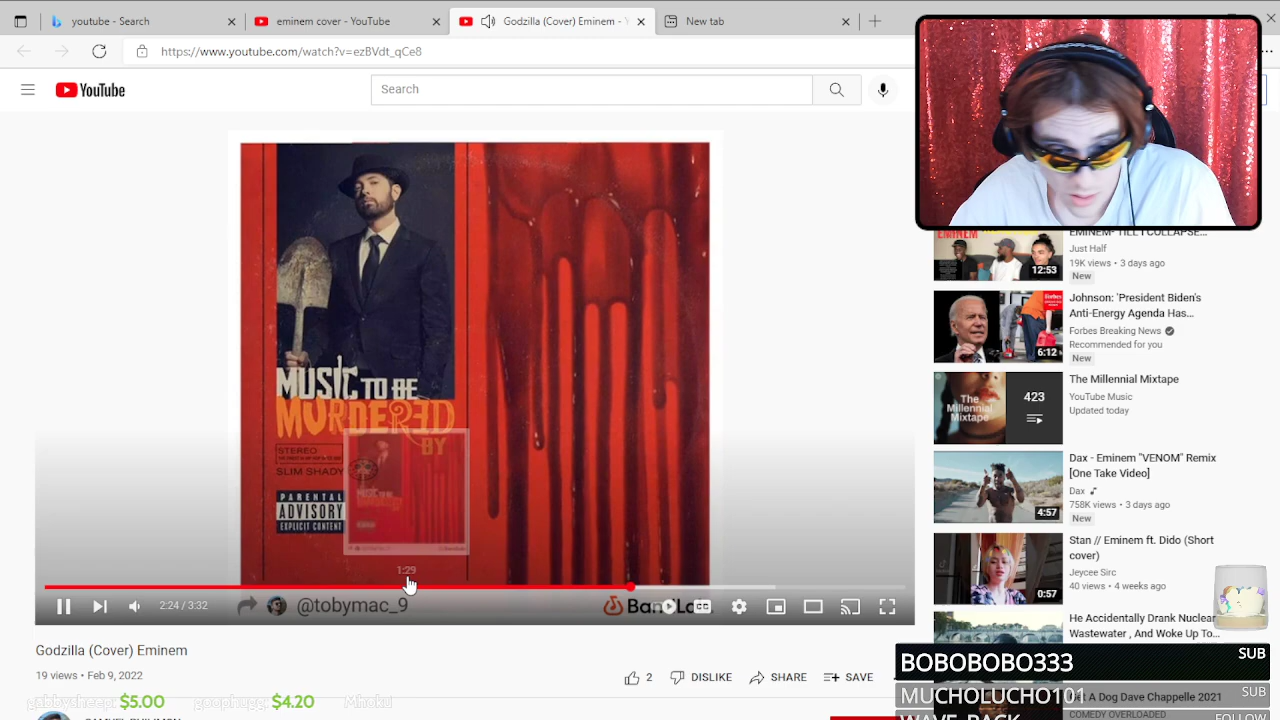 youtube - Search
eminem cover - YouTube
Godzilla (Cover) Eminem - Y
New tab
https://www.youtube.com/watch?v=ezBVdt_qCe8
YouTube
Search
MUSIC TO BE
MURDERED
BY
STEREO
SLIM SHADY
PARENTAL
ADVISORY
EXPLICIT CONTENT
1:29
2:24 / 3:32
@tobymac_9
BandLab
Godzilla (Cover) Eminem
19 views • Feb 9, 2022
2
DISLIKE
SHARE
SAVE
$5.00
$4.20
EMINEM- TILL I COLLAPSE...
Just Half
19K views • 3 days ago
New
12:53
Johnson: 'President Biden's
Anti-Energy Agenda Has...
Forbes Breaking News
Recommended for you
New
6:12
The Millennial Mixtape
YouTube Music
Updated today
The
Millennial
Mixtape
423
Dax - Eminem "VENOM" Remix
[One Take Video]
Dax
758K views • 3 days ago
New
4:57
Stan // Eminem ft. Dido (Short
cover)
Jeycee Sirc
40 views • 4 weeks ago
0:57
He Accidentally Drank Nuclear
Wastewater , And Woke Up To...
BOBOBOBO333
SUB
MUCHOLUCHO101
SUB
A Dog Dave Chappelle 2021
COMEDY OVERLOADED
WAVE_BACK
FOLLOW